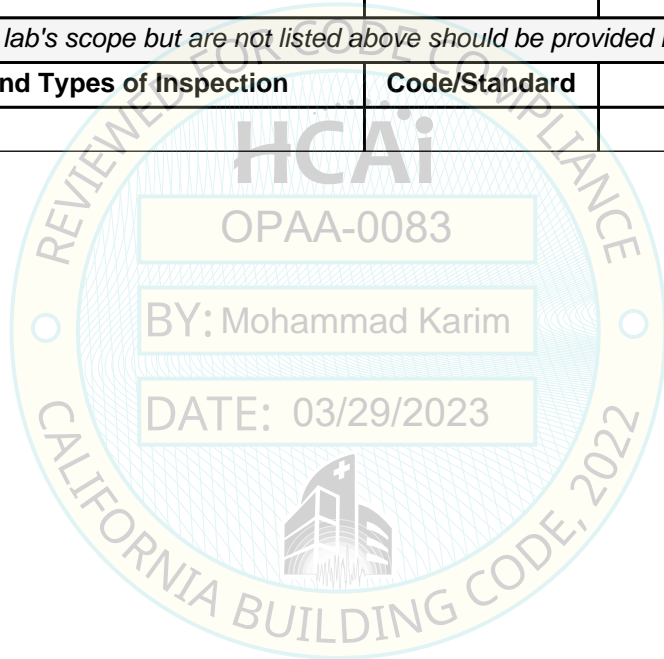 lab's scope but are not listed above should be provided
nd Types of Inspection Code/Standard
REVIEWED FOR CODE COMPLIANCE
HCAi
OPAA-0083
BY: Mohammad Karim
DATE: 03/29/2023
CALIFORNIA BUILDING CODE, 2022